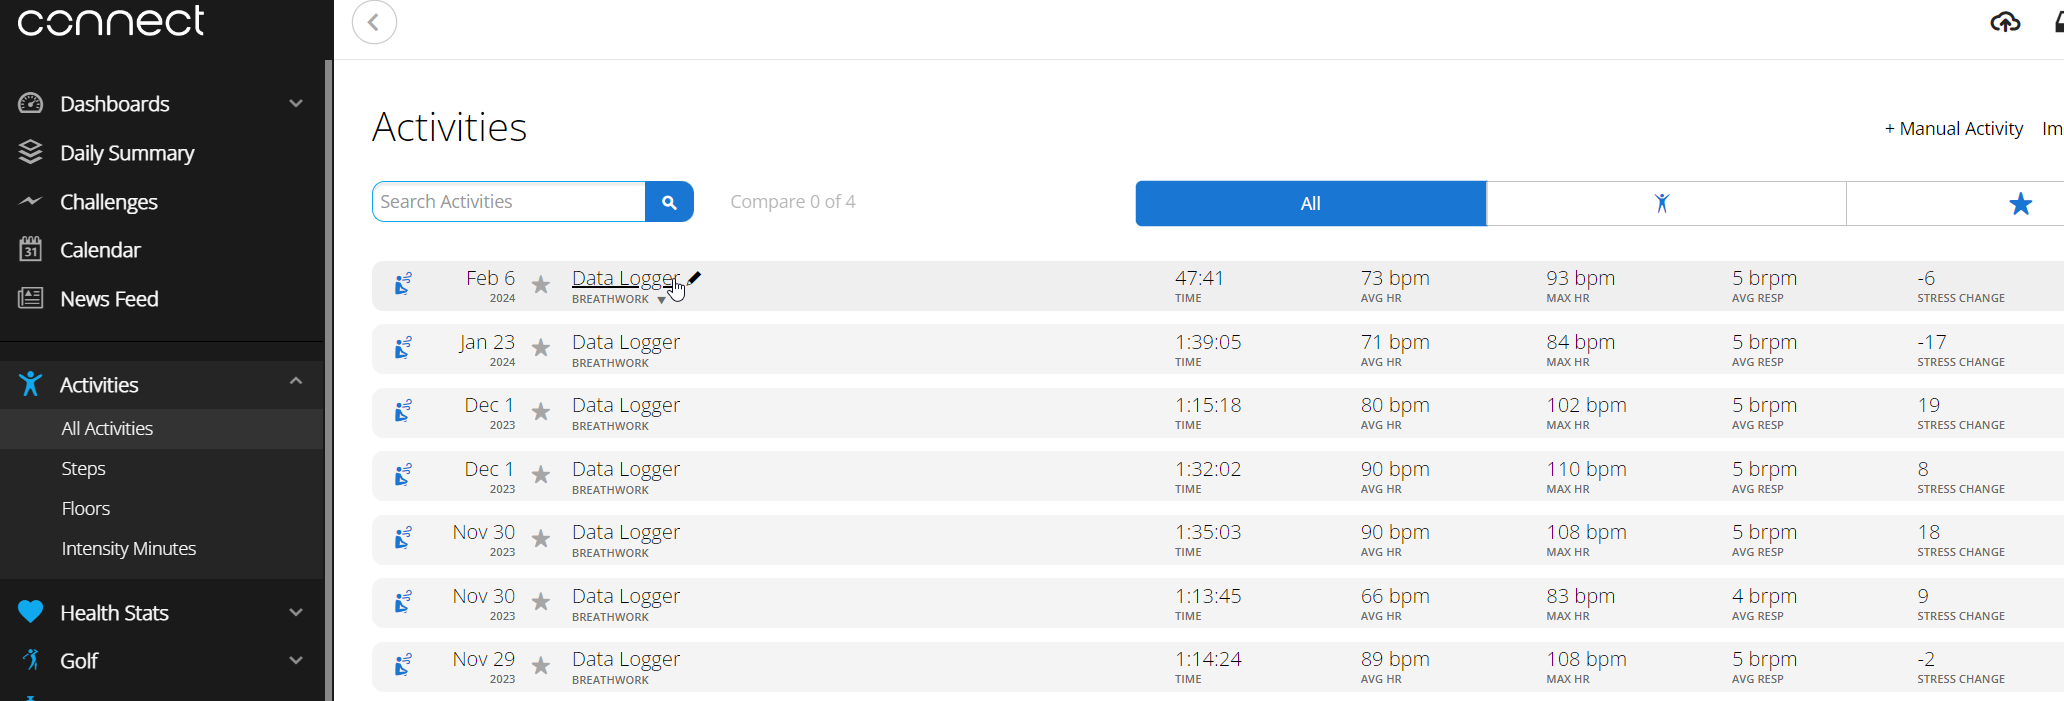 connect
Dashboards
Daily Summary
Challenges
31 Calendar
News Feed
Activities
All Activities
Steps
Floors
Intensity Minutes
Health Stats
Golf
Activities
+ Manual Activity Im
Search Activities Compare 0 of 4 All
Feb 6 Data Logger 47:41 73 bpm 93 bpm 5 brpm -6
2024 BREATHWORK TIME AVG HR MAX HR AVG RESP STRESS CHANGE
Jan 23 Data Logger 1:39:05 71 bpm 84 bpm 5 brpm -17
2024 BREATHWORK TIME AVG HR MAX HR AVG RESP STRESS CHANGE
Dec 1 Data Logger 1:15:18 80 bpm 102 bpm 5 brpm 19
2023 BREATHWORK TIME AVG HR MAX HR AVG RESP STRESS CHANGE
Dec 1 Data Logger 1:32:02 90 bpm 110 bpm 5 brpm 8
2023 BREATHWORK TIME AVG HR MAX HR AVG RESP STRESS CHANGE
Nov 30 Data Logger 1:35:03 90 bpm 108 bpm 5 brpm 18
2023 BREATHWORK TIME AVG HR MAX HR AVG RESP STRESS CHANGE
Nov 30 Data Logger 1:13:45 66 bpm 83 bpm 4 brpm 9
2023 BREATHWORK TIME AVG HR MAX HR AVG RESP STRESS CHANGE
Nov 29 Data Logger 1:14:24 89 bpm 108 bpm 5 brpm -2
2023 BREATHWORK TIME AVG HR MAX HR AVG RESP STRESS CHANGE